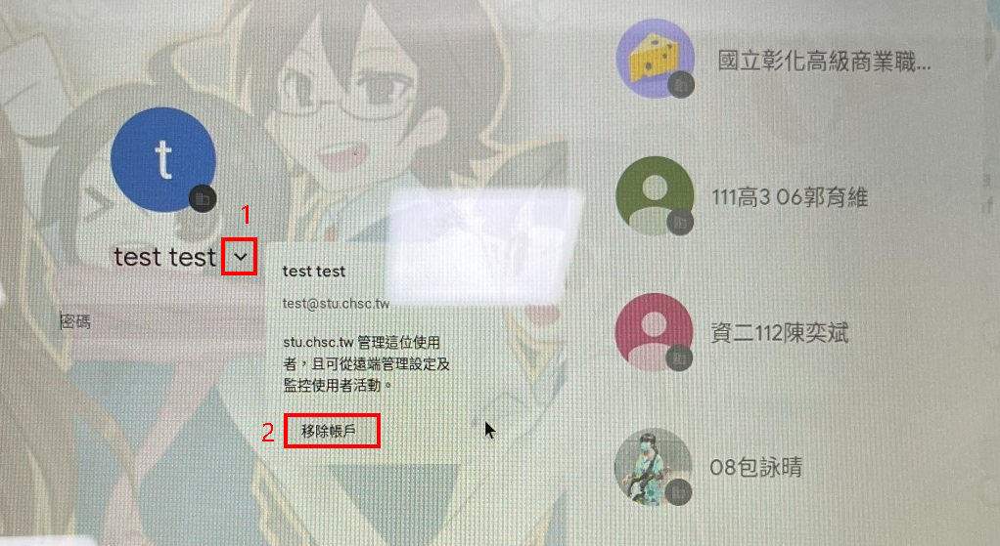 t
1
test test
密碼
test test
test@stu.chsc.tw
stu.chsc.tw 管理這位使用
者，且可從遠端管理設定及
監控使用者活動。
2
移除帳戶
國立彰化高級商業職...
111高3 06郭育維
資二112陳奕斌
08包詠晴